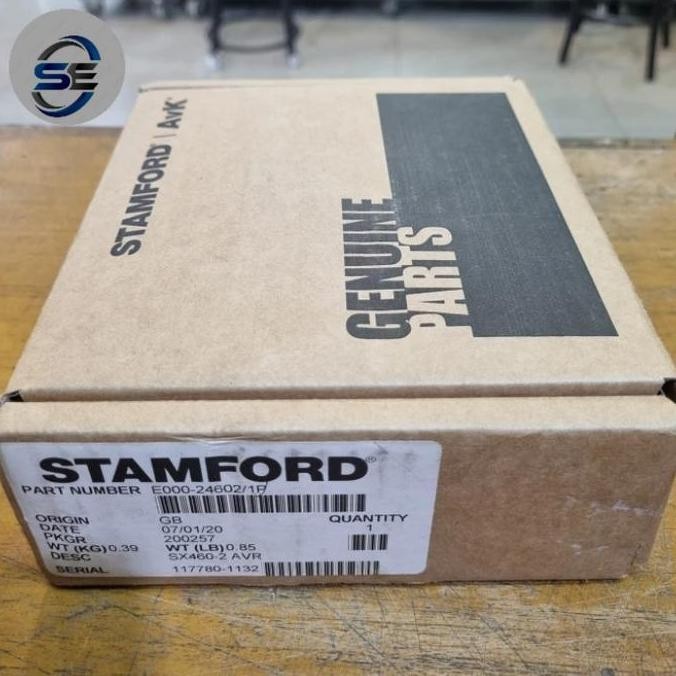 SE
STAMFORD | AvK
GENUINE
PARTS
STAMFORD®
PART NUMBER E000-24602/1P
ORIGIN GB QUANTITY
DATE 07/01/20 1
PKGR 200257
WT (KG) 0.39 WT (LB) 0.85
DESC SX460-2 AVR
SERIAL 117780-1132